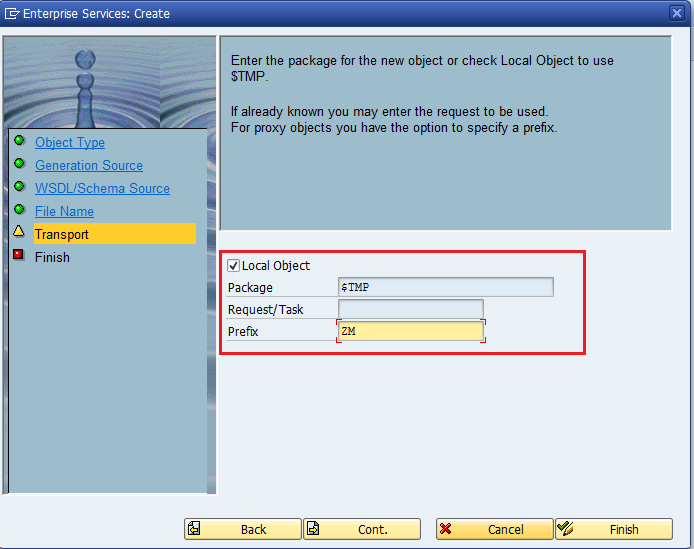 Enterprise Services: Create
Enter the package for the new object or check Local Object to use
$TMP.
If already known you may enter the request to be used.
For proxy objects you have the option to specify a prefix.
Object Type
Generation Source
WSDL/Schema Source
File Name
Transport
Finish
Local Object
Package $TMP
Request/Task
Prefix ZM
Back Cont. Cancel Finish